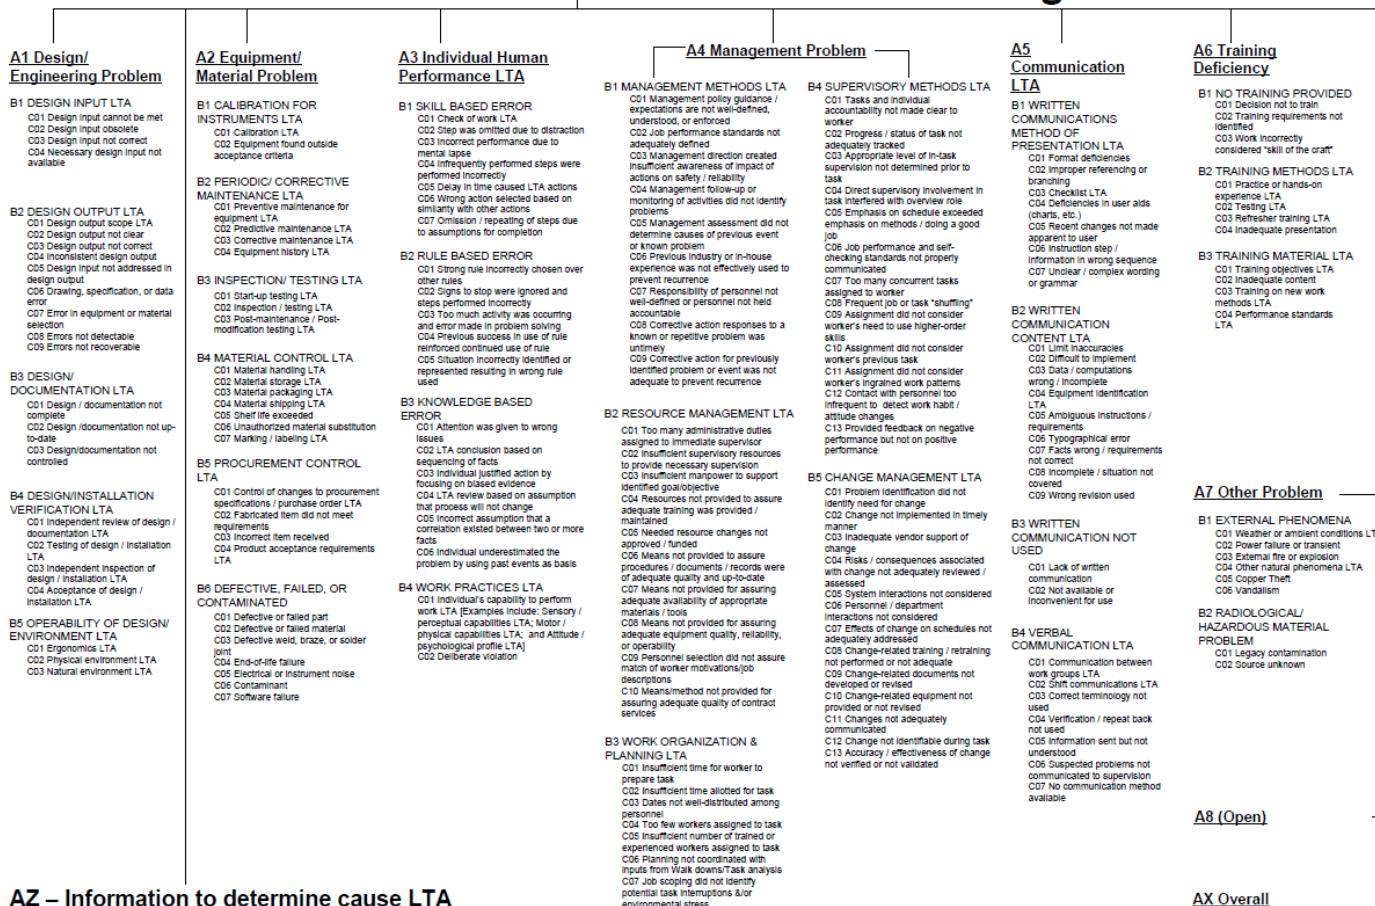 A1 Design/
Engineering Problem
B1 DESIGN INPUT LTA
C01 Design input cannot be met
C02 Design input obsolete
C03 Design input not correct
C04 Necessary design input not
available
B2 DESIGN OUTPUT LTA
C01 Design output scope LTA
C02 Design output not clear
C03 Design output not correct
C04 Inconsistent design output
C05 Design input not addressed in
design output
C06 Drawing, specification, or data
error
C07 Error in equipment or material
selection
C08 Errors not detectable
C09 Errors not recoverable
B3 DESIGN/
DOCUMENTATION LTA
C01 Design / documentation not
complete
C02 Design /documentation not up-
to-date
C03 Design/documentation not
controlled
B4 DESIGN/INSTALLATION
VERIFICATION LTA
C01 Independent review of design /
documentation LTA
C02 Testing of design / installation
LTA
C03 Independent inspection of
design / installation LTA
C04 Acceptance of design /
installation LTA
B5 OPERABILITY OF DESIGN/
ENVIRONMENT LTA
C01 Ergonomics LTA
C02 Physical environment LTA
C03 Natural environment LTA
A2 Equipment/
Material Problem
B1 CALIBRATION FOR
INSTRUMENTS LTA
C01 Calibration LTA
C02 Equipment found outside
acceptance criteria
B2 PERIODIC/ CORRECTIVE
MAINTENANCE LTA
C01 Preventive maintenance for
equipment LTA
C02 Predictive maintenance LTA
C03 Corrective maintenance LTA
C04 Equipment history LTA
B3 INSPECTION/ TESTING LTA
C01 Start-up testing LTA
C02 Inspection / testing LTA
C03 Post-maintenance / Post-
modification testing LTA
B4 MATERIAL CONTROL LTA
C01 Material handling LTA
C02 Material storage LTA
C03 Material packaging LTA
C04 Material shipping LTA
C05 Shelf life exceeded
C06 Unauthorized material substitution
C07 Marking / labeling LTA
B5 PROCUREMENT CONTROL
LTA
C01 Control of changes to procurement
specifications / purchase order LTA
C02 Fabricated item did not meet
requirements
C03 Incorrect item received
C04 Product acceptance requirements
LTA
B6 DEFECTIVE, FAILED, OR
CONTAMINATED
C01 Defective or failed part
C02 Defective or failed material
C03 Defective weld, braze, or solder
joint
C04 End-of-life failure
C05 Electrical or instrument noise
C06 Contaminant
C07 Software failure
A3 Individual Human
Performance LTA
B1 SKILL BASED ERROR
C01 Check of work LTA
C02 Step was omitted due to distraction
C03 Incorrect performance due to
mental lapse
C04 Infrequently performed steps were
performed incorrectly
C05 Delay in time caused LTA actions
C06 Wrong action selected based on
similarity with other actions
C07 Omission / repeating of steps due
to assumptions for completion
B2 RULE BASED ERROR
C01 Strong rule incorrectly chosen over
other rules
C02 Signs to stop were ignored and
steps performed incorrectly
C03 Too much activity was occurring
and error made in problem solving
C04 Previous success in use of rule
reinforced continued use of rule
C05 Situation incorrectly identified or
represented resulting in wrong rule
used
B3 KNOWLEDGE BASED
ERROR
C01 Attention was given to wrong
issues
C02 LTA conclusion based on
sequencing of facts
C03 Individual justified action by
focusing on biased evidence
C04 LTA review based on assumption
that process will not change
C05 Incorrect assumption that a
correlation existed between two or more
facts
C06 Individual underestimated the
problem by using past events as basis
B4 WORK PRACTICES LTA
C01 Individual's capability to perform
work LTA [Examples include: Sensory /
perceptual capabilities LTA; Motor /
physical capabilities LTA; and Attitude /
psychological profile LTA]
C02 Deliberate violation
A4 Management Problem
B1 MANAGEMENT METHODS LTA
C01 Management policy guidance /
expectations are not well-defined,
understood, or enforced
C02 Job performance standards not
adequately defined
C03 Management direction created
insufficient awareness of impact of
actions on safety / reliability
C04 Management follow-up or
monitoring of activities did not identify
problems
C05 Management assessment did not
determine causes of previous event
or known problem
C06 Previous industry or in-house
experience was not effectively used to
prevent recurrence
C07 Responsibility of personnel not
well-defined or personnel not held
accountable
C08 Corrective action responses to a
known or repetitive problem was
untimely
C09 Corrective action for previously
identified problem or event was not
adequate to prevent recurrence
B2 RESOURCE MANAGEMENT LTA
C01 Too many administrative duties
assigned to immediate supervisor
C02 Insufficient supervisory resources
to provide necessary supervision
C03 Insufficient manpower to support
identified goal/objective
C04 Resources not provided to assure
adequate training was provided /
maintained
C05 Needed resource changes not
approved / funded
C06 Means not provided to assure
procedures / documents / records were
of adequate quality and up-to-date
C07 Means not provided for assuring
adequate availability of appropriate
materials / tools
C08 Means not provided for assuring
adequate equipment quality, reliability,
or operability
C09 Personnel selection did not assure
match of worker motivations/job
descriptions
C10 Means/method not provided for
assuring adequate quality of contract
services
B3 WORK ORGANIZATION &
PLANNING LTA
C01 Insufficient time for worker to
prepare task
C02 Insufficient time allotted for task
C03 Dates not well-distributed among
personnel
C04 Too few workers assigned to task
C05 Insufficient number of trained or
experienced workers assigned to task
C06 Planning not coordinated with
inputs from Walk downs/Task analysis
C07 Job scoping did not identify
potential task interruptions &/or
environmental stress
B4 SUPERVISORY METHODS LTA
C01 Tasks and individual
accountability not made clear to
worker
C02 Progress / status of task not
adequately tracked
C03 Appropriate level of in-task
supervision not determined prior to
task
C04 Direct supervisory involvement in
task interfered with overview role
C05 Emphasis on schedule exceeded
emphasis on methods / doing a good
job
C06 Job performance and self-
checking standards not properly
communicated
C07 Too many concurrent tasks
assigned to worker
C08 Frequent job or task "shuffling"
C09 Assignment did not consider
worker's need to use higher-order
skills
C10 Assignment did not consider
worker's previous task
C11 Assignment did not consider
worker's ingrained work patterns
C12 Contact with personnel too
infrequent to detect work habit /
attitude changes
C13 Provided feedback on negative
performance but not on positive
performance
B5 CHANGE MANAGEMENT LTA
C01 Problem identification did not
identify need for change
C02 Change not implemented in timely
manner
C03 Inadequate vendor support of
change
C04 Risks / consequences associated
with change not adequately reviewed /
assessed
C05 System interactions not considered
C06 Personnel / department
interactions not considered
C07 Effects of change on schedules not
adequately addressed
C08 Change-related training / retraining
not performed or not adequate
C09 Change-related documents not
developed or revised
C10 Change-related equipment not
provided or not revised
C11 Changes not adequately
communicated
C12 Change not identifiable during task
C13 Accuracy / effectiveness of change
not verified or not validated
A5
Communication
LTA
B1 WRITTEN
COMMUNICATIONS
METHOD OF
PRESENTATION LTA
C01 Format deficiencies
C02 Improper referencing or
branching
C03 Checklist LTA
C04 Deficiencies in user aids
(charts, etc.)
C05 Recent changes not made
apparent to user
C06 Instruction step /
information in wrong sequence
C07 Unclear / complex wording
or grammar
B2 WRITTEN
COMMUNICATION
CONTENT LTA
C01 Limit inaccuracies
C02 Difficult to implement
C03 Data / computations
wrong / incomplete
C04 Equipment identification
LTA
C05 Ambiguous instructions /
requirements
C06 Typographical error
C07 Facts wrong / requirements
not correct
C08 Incomplete / situation not
covered
C09 Wrong revision used
B3 WRITTEN
COMMUNICATION NOT
USED
C01 Lack of written
communication
C02 Not available or
inconvenient for use
B4 VERBAL
COMMUNICATION LTA
C01 Communication between
work groups LTA
C02 Shift communications LTA
C03 Correct terminology not
used
C04 Verification / repeat back
not used
C05 Information sent but not
understood
C06 Suspected problems not
communicated to supervision
C07 No communication method
available
A6 Training
Deficiency
B1 NO TRAINING PROVIDED
C01 Decision not to train
C02 Training requirements not
identified
C03 Work incorrectly
considered "skill of the craft"
B2 TRAINING METHODS LTA
C01 Practice or hands-on
experience LTA
C02 Testing LTA
C03 Refresher training LTA
C04 Inadequate presentation
B3 TRAINING MATERIAL LTA
C01 Training objectives LTA
C02 Inadequate content
C03 Training on new work
methods LTA
C04 Performance standards
LTA
A7 Other Problem
B1 EXTERNAL PHENOMENA
C01 Weather or ambient conditions LT
C02 Power failure or transient
C03 External fire or explosion
C04 Other natural phenomena LTA
C05 Copper Theft
C06 Vandalism
B2 RADIOLOGICAL/
HAZARDOUS MATERIAL
PROBLEM
C01 Legacy contamination
C02 Source unknown
A8 (Open)
AX Overall
AZ – Information to determine cause LTA